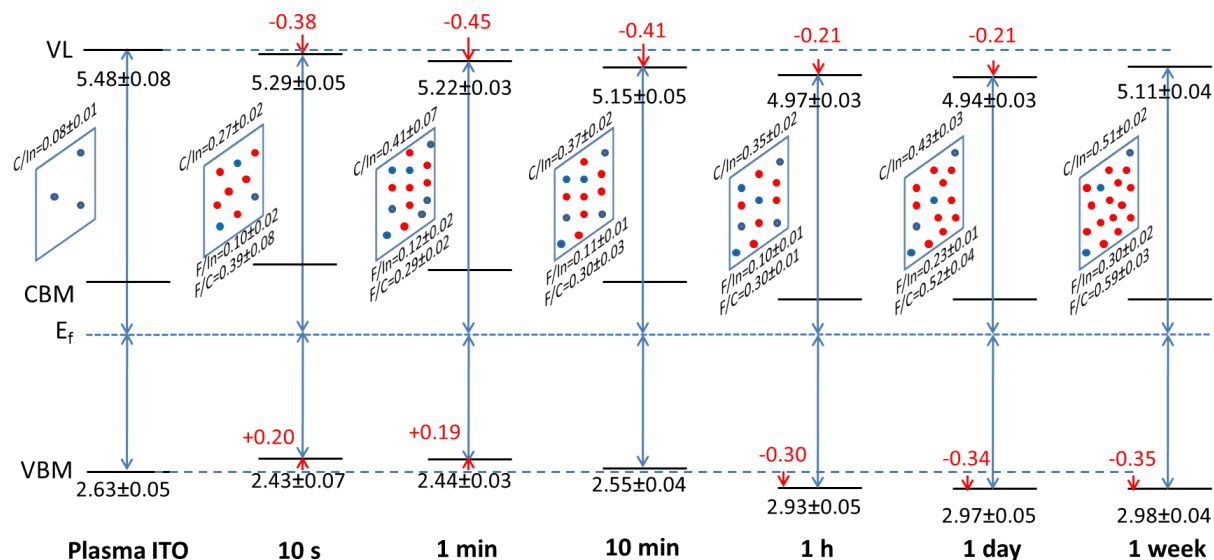 -0.38
-0.45
-0.41
-0.21
-0.21
VL
5.48±0.08
5.29±0.05
5.22±0.03
5.15±0.05
4.97±0.03
4.94±0.03
5.11±0.04
C/In=0.08±0.01
C/In=0.27±0.02
C/In=0.41±0.07
C/In=0.37±0.02
C/In=0.35±0.02
C/In=0.43±0.03
C/In=0.51±0.02
F/In=0.10±0.02
F/C=0.39±0.08
F/In=0.12±0.02
F/C=0.29±0.02
F/In=0.11±0.01
F/C=0.30±0.03
F/In=0.10±0.01
F/C=0.30±0.01
F/In=0.23±0.01
F/C=0.52±0.04
F/In=0.30±0.02
F/C=0.59±0.03
CBM
Ef
+0.20
+0.19
-0.30
-0.34
-0.35
VBM
2.63±0.05
2.43±0.07
2.44±0.03
2.55±0.04
2.93±0.05
2.97±0.05
2.98±0.04
Plasma ITO
10 s
1 min
10 min
1 h
1 day
1 week